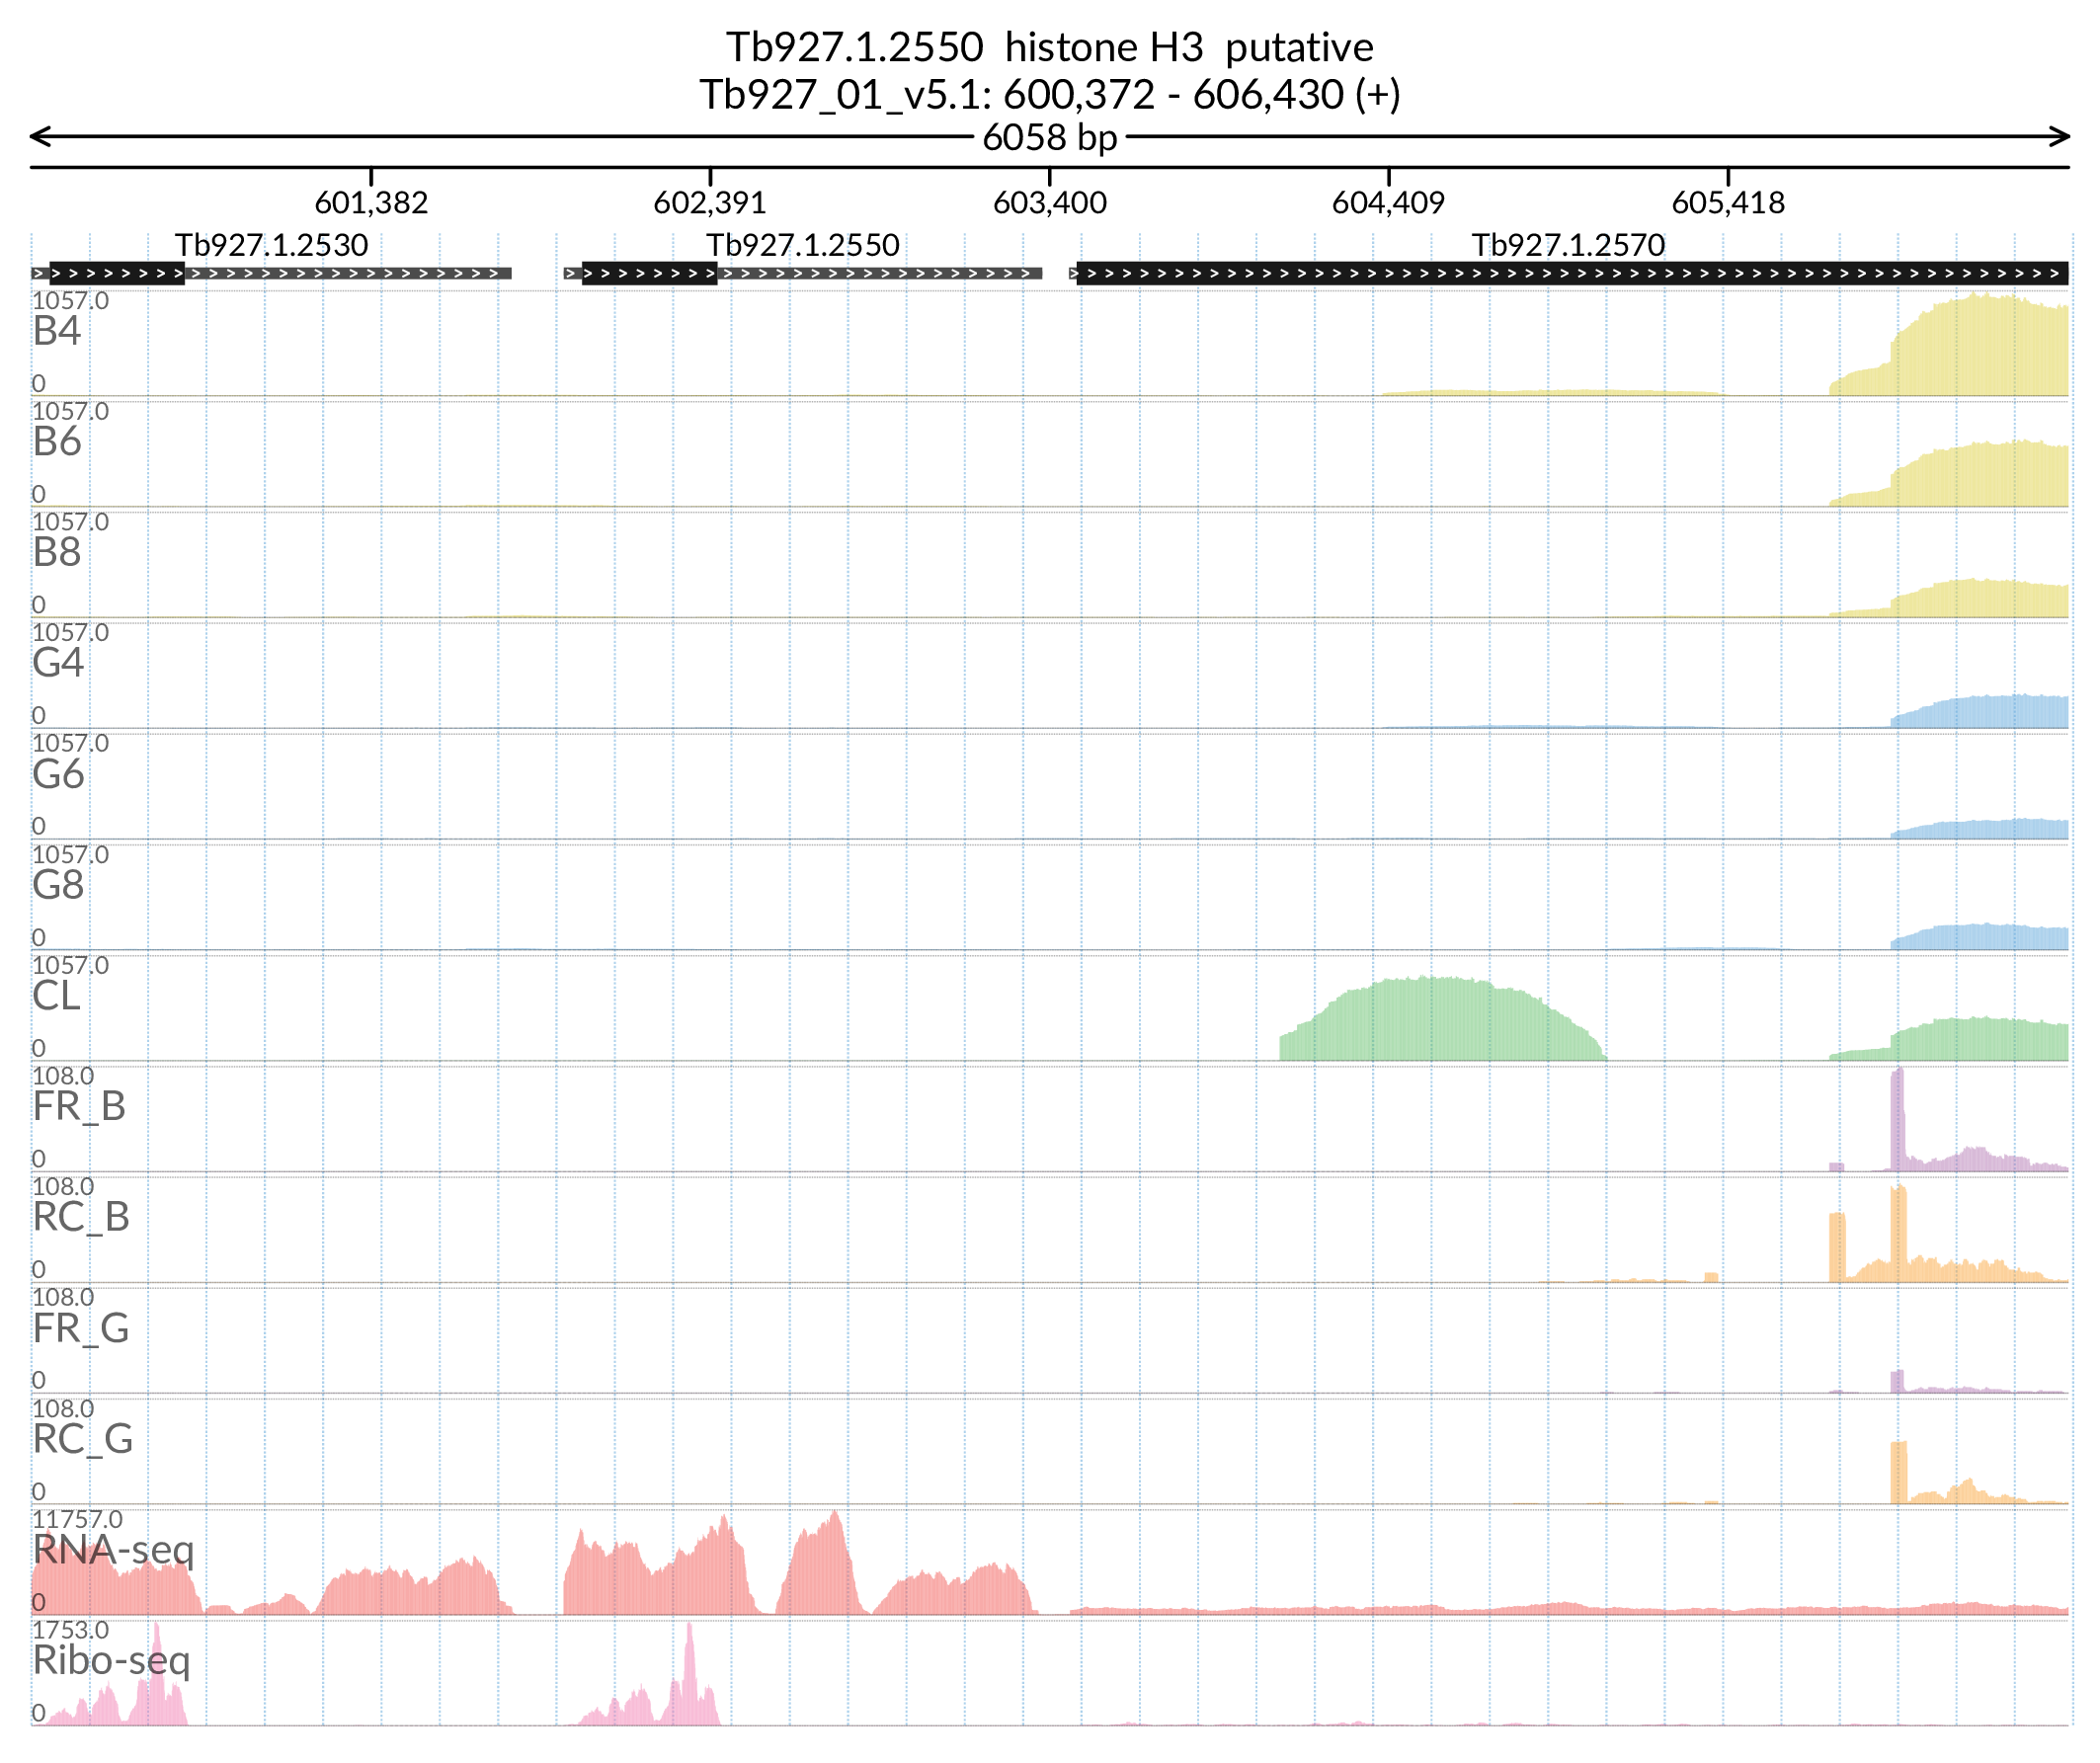 Tb927.1.2550 histone H3 putative
Tb927_01_v5.1: 600,372 - 606,430 (+)
6058 bp
601,382 602,391 603,400 604,409 605,418
Tb927.1.2530 Tb927.1.2550 Tb927.1.2570
1057.0
B4
0
1057.0
B6
0
1057.0
B8
0
1057.0
G4
0
1057.0
G6
0
1057.0
G8
0
1057.0
CL
0
108.0
FR_B
0
108.0
RC_B
0
108.0
FR_G
0
108.0
RC_G
0
11757.0
RNA-seq
0
1753.0
Ribo-seq
0